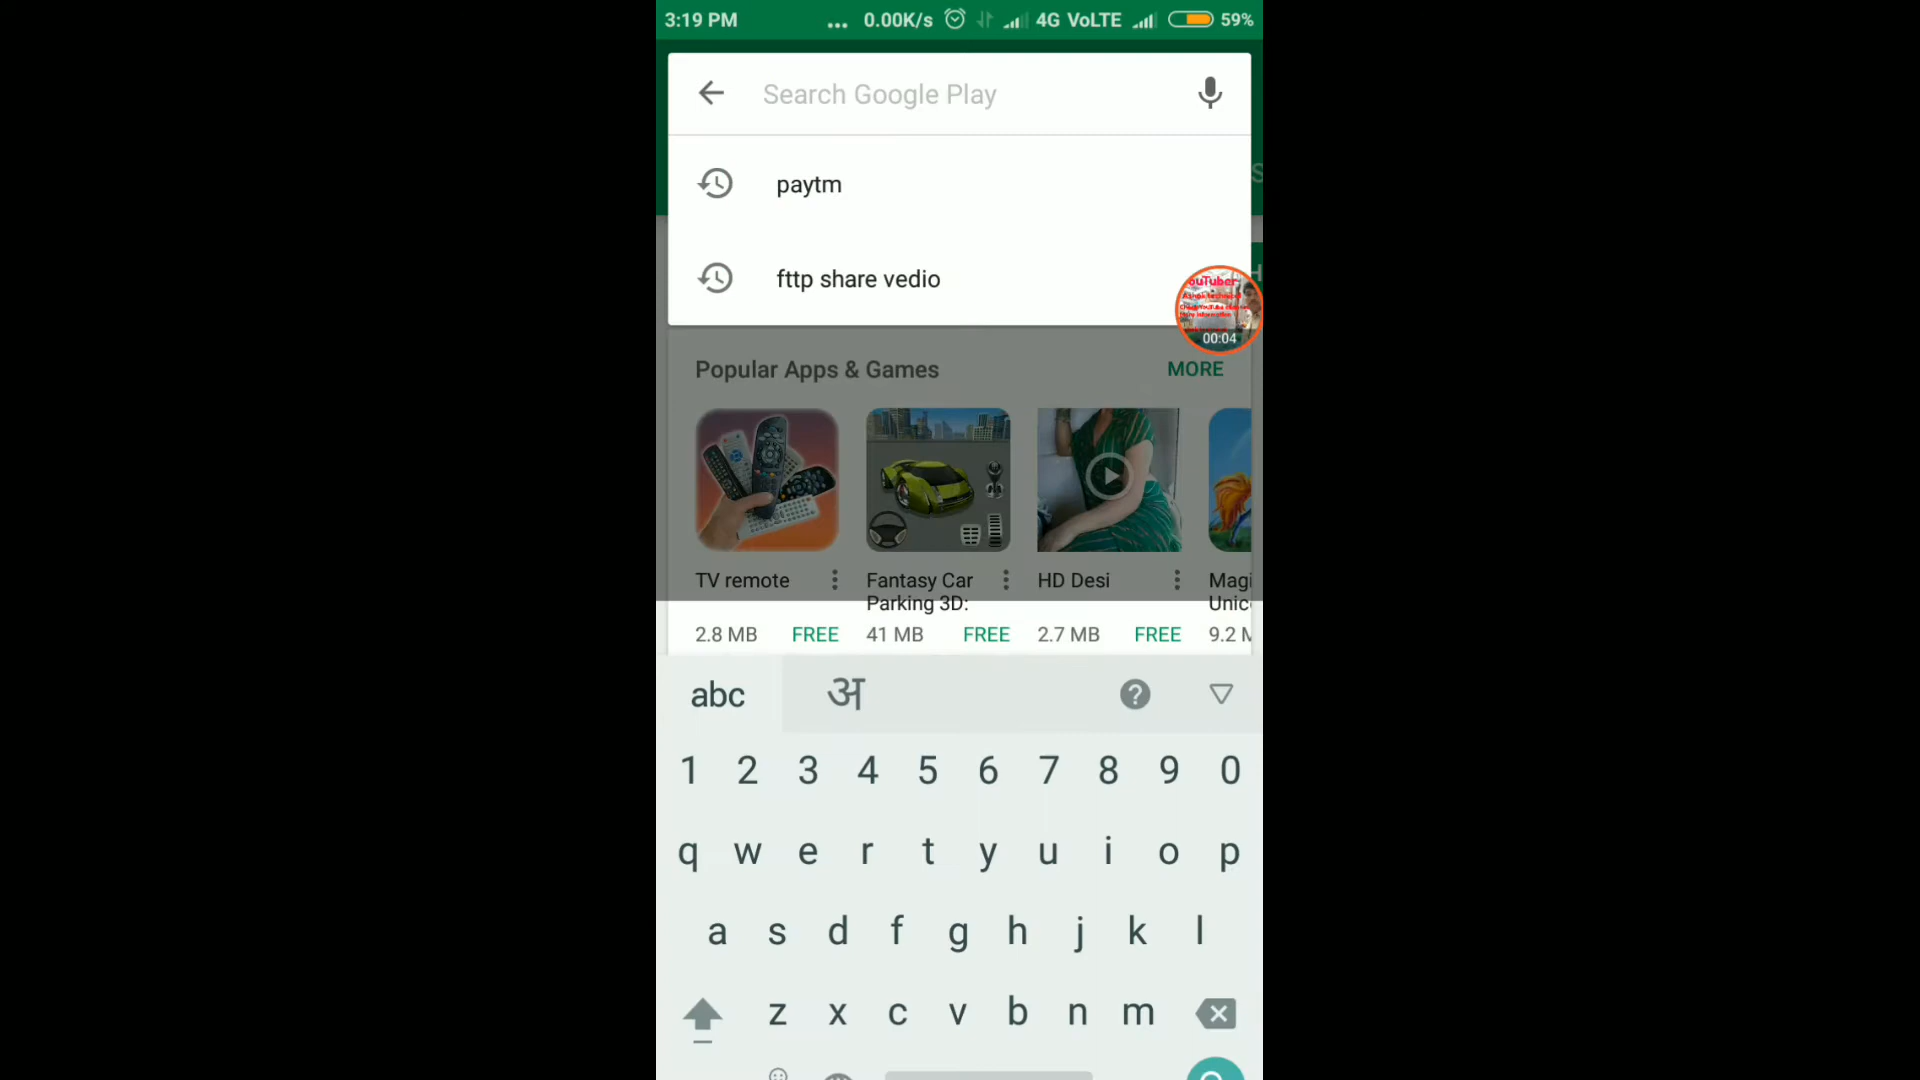 3:19 PM ... 0.00K/s 4G VoLTE 59%
Search Google Play
paytm
fttp share vedio
ouTuber
00:04
Popular Apps & Games MORE
TV remote Fantasy Car Parking 3D: HD Desi Magi Unic
2.8 MB FREE 41 MB FREE 2.7 MB FREE 9.2 M
abc अ
1 2 3 4 5 6 7 8 9 0
q w e r t y u i o p
a s d f g h j k l
z x c v b n m